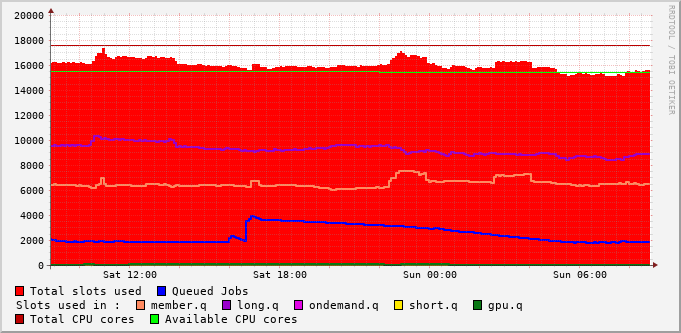 20000
18000
16000
14000
12000
10000
8000
6000
4000
2000
0
Sat 12:00 Sat 18:00 Sun 00:00 Sun 06:00
RRDTOOL / TOBI OETIKER
Total slots used Queued Jobs
Slots used in : member.q long.q ondemand.q short.q gpu.q
Total CPU cores Available CPU cores